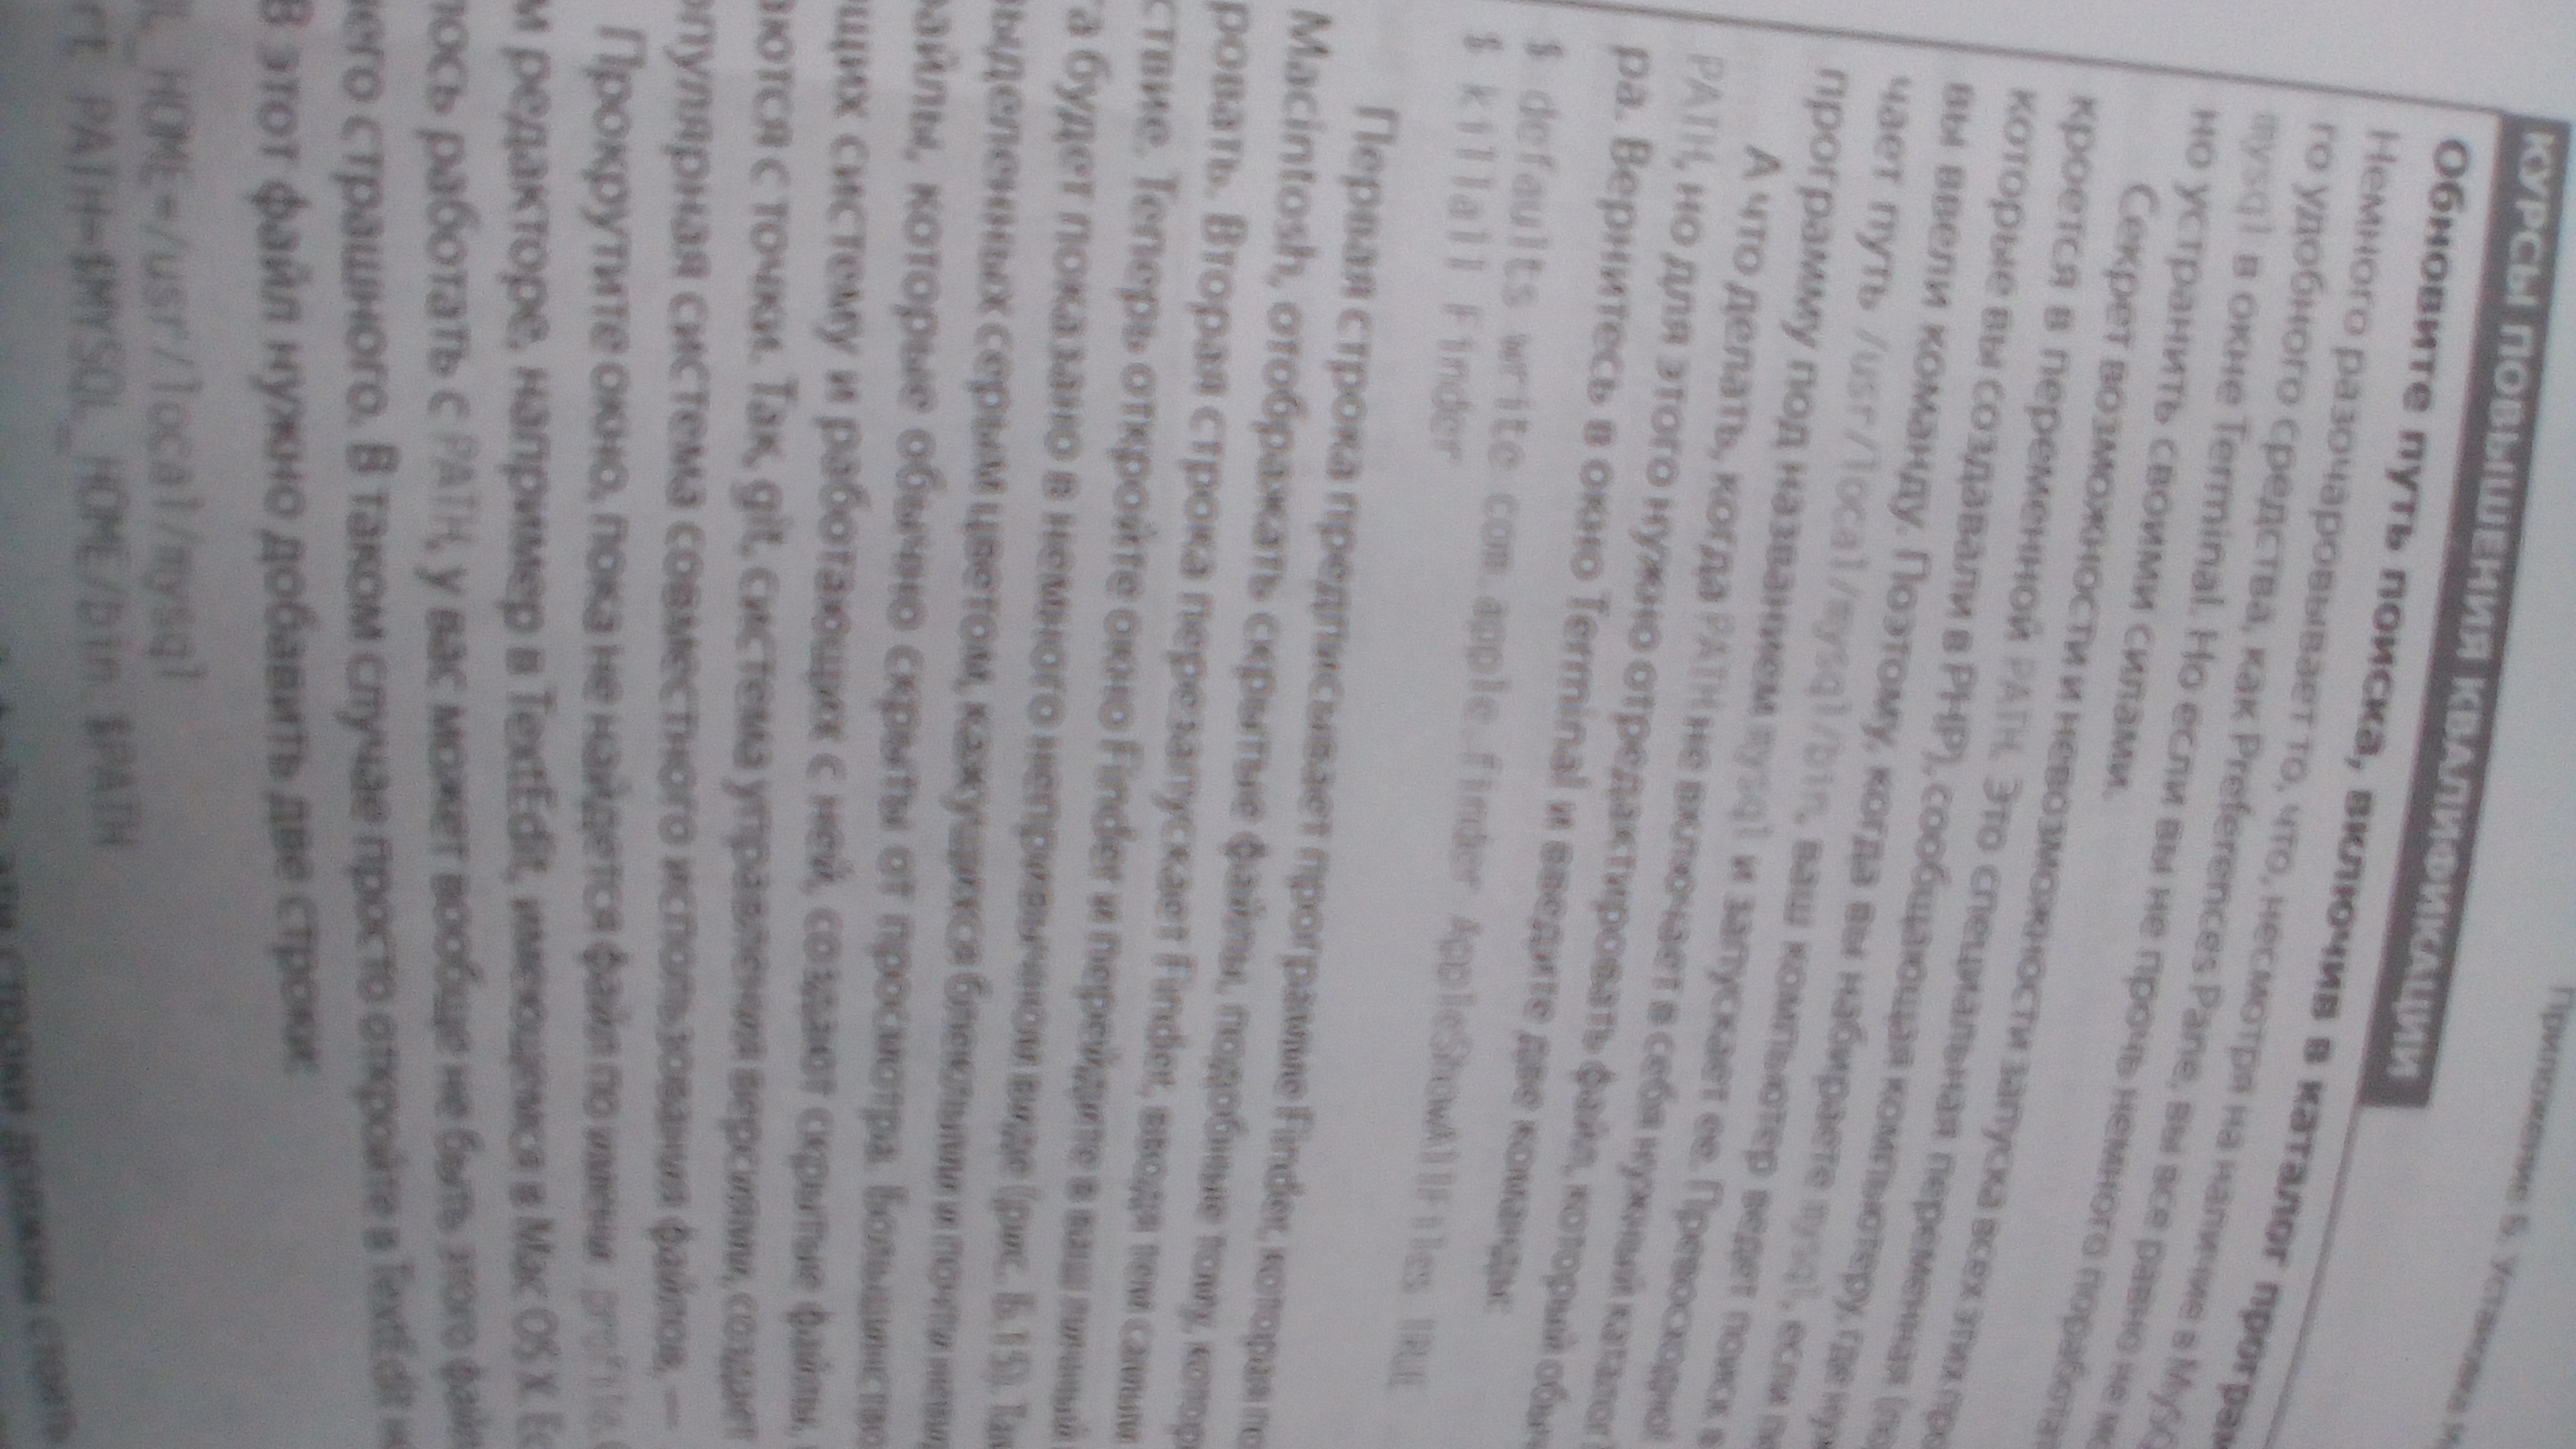 Приложение Б. Установка
КУРСЫ ПОВЫШЕНИЯ КВАЛИФИКАЦИИ
Обновите путь поиска, включив в каталог програм
Немного разочаровывает то, что, несмотря на наличие в MySQ
го удобного средства, как Preferences Pane, вы все равно не мо
mysql в окне Terminal. Но если вы не прочь немного поработат
но устранить своими силами.
Секрет возможности и невозможности запуска всех этих про
кроется в переменной PATH. Это специальная переменная (по
которые вы создавали в PHP), сообщающая компьютеру, где нуж
вы ввели команду. Поэтому, когда вы набираете mysql, если
чает путь /usr/local/mysql/bin, ваш компьютер ведет поиск в
программу под названием mysql и запускает ее. Превосходно!
А что делать, когда PATH не включает в себя нужный каталог?
PATH, но для этого нужно отредактировать файл, который обыч
ра. Вернитесь в окно Terminal и введите две команды:
$ defaults write com.apple.finder AppleShowAllFiles TRUE
$ killall Finder
Первая строка предписывает программе Finder, которая по
Macintosh, отображать скрытые файлы, подобные тому, котор
ровать. Вторая строка перезапускает Finder, вводя тем самым
ствие. Теперь откройте окно Finder и перейдите в ваш личный
га будет показано в немного непривычном виде (рис. Б.15). Так
выделенных серым цветом, кажущихся блеклыми и почти неви
файлы, которые обычно скрыты от просмотра. Большинство
щих систему и работающих с ней, создают скрытые файлы,
аются с точки. Так, git, система управления версиями, создает
опулярная система совместного использования файлов, —
Прокрутите окно, пока не найдется файл по имени .profile.
м редакторе, например в TextEdit, имеющемся в Mac OS X. Ес
лось работать с PATH, у вас может вообще не быть этого файл
чего страшного. В таком случае просто откройте в TextEdit
В этот файл нужно добавить две строки:
QL_HOME=/usr/local/mysql
rt PATH=$MYSQL_HOME/bin:$PATH
эти строки должны стоять